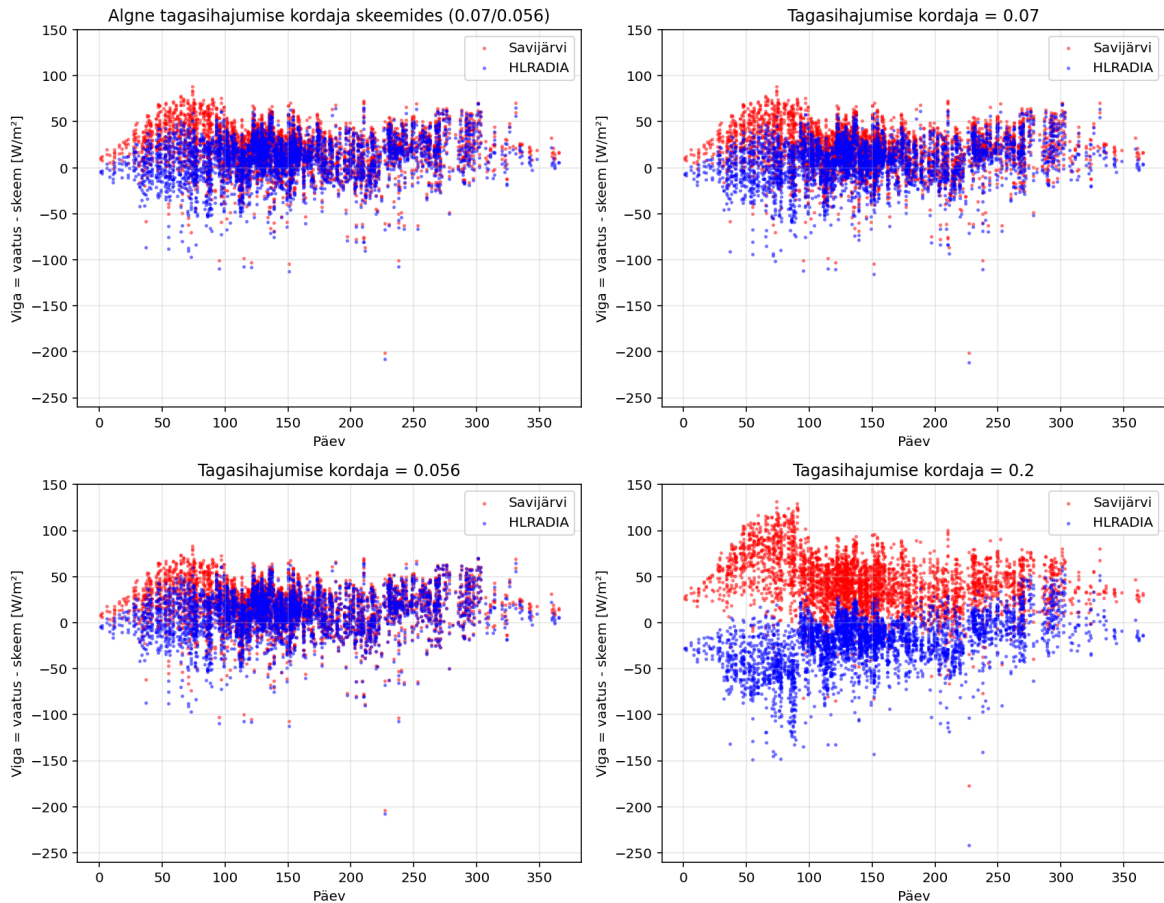 Algne tagasihajumise kordaja skeemides (0.07/0.056)
150
100
50
0
−50
−100
−150
−200
−250
Viga = vaatus - skeem [W/m²]
Savijärvi
HLRADIA
0 50 100 150 200 250 300 350
Päev
Tagasihajumise kordaja = 0.07
150
100
50
0
−50
−100
−150
−200
−250
Viga = vaatus - skeem [W/m²]
Savijärvi
HLRADIA
0 50 100 150 200 250 300 350
Päev
Tagasihajumise kordaja = 0.056
150
100
50
0
−50
−100
−150
−200
−250
Viga = vaatus - skeem [W/m²]
Savijärvi
HLRADIA
0 50 100 150 200 250 300 350
Päev
Tagasihajumise kordaja = 0.2
150
100
50
0
−50
−100
−150
−200
−250
Viga = vaatus - skeem [W/m²]
Savijärvi
HLRADIA
0 50 100 150 200 250 300 350
Päev